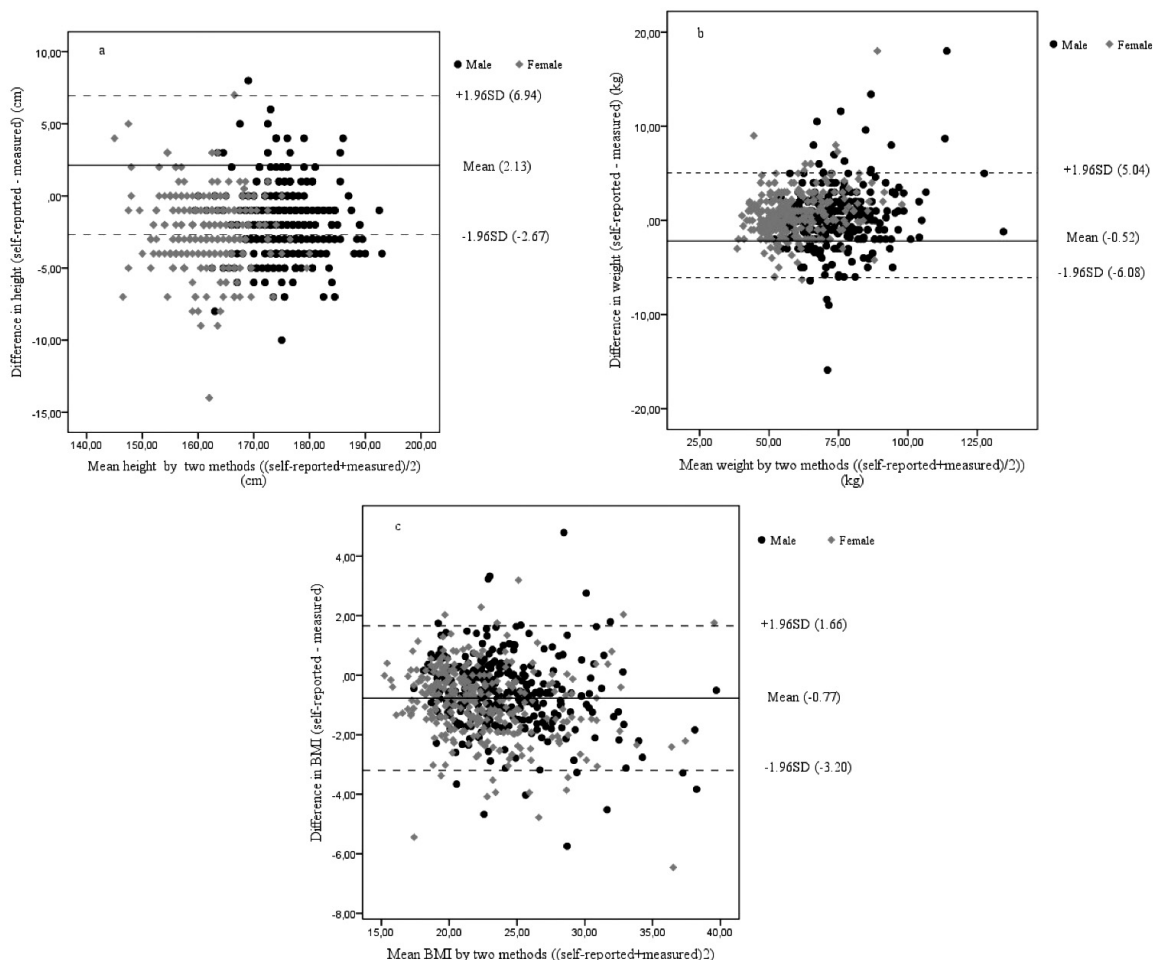 a
10,00
5,00
,00
-5,00
-10,00
-15,00
Difference in height (self-reported - measured) (cm)
140,00 150,00 160,00 170,00 180,00 190,00 200,00
Mean height by two methods ((self-reported+measured)/2)
(cm)
Male Female
+1.96SD (6.94)
Mean (2.13)
-1.96SD (-2.67)
b
20,00
10,00
,00
-10,00
-20,00
Difference in weight (self-reported - measured) (kg)
25,00 50,00 75,00 100,00 125,00
Mean weight by two methods ((self-reported+measured)/2))
(kg)
Male Female
+1.96SD (5.04)
Mean (-0.52)
-1.96SD (-6.08)
c
4,00
2,00
,00
-2,00
-4,00
-6,00
-8,00
Difference in BMI (self-reported - measured)
15,00 20,00 25,00 30,00 35,00 40,00
Mean BMI by two methods ((self-reported+measured)2)
Male Female
+1.96SD (1.66)
Mean (-0.77)
-1.96SD (-3.20)